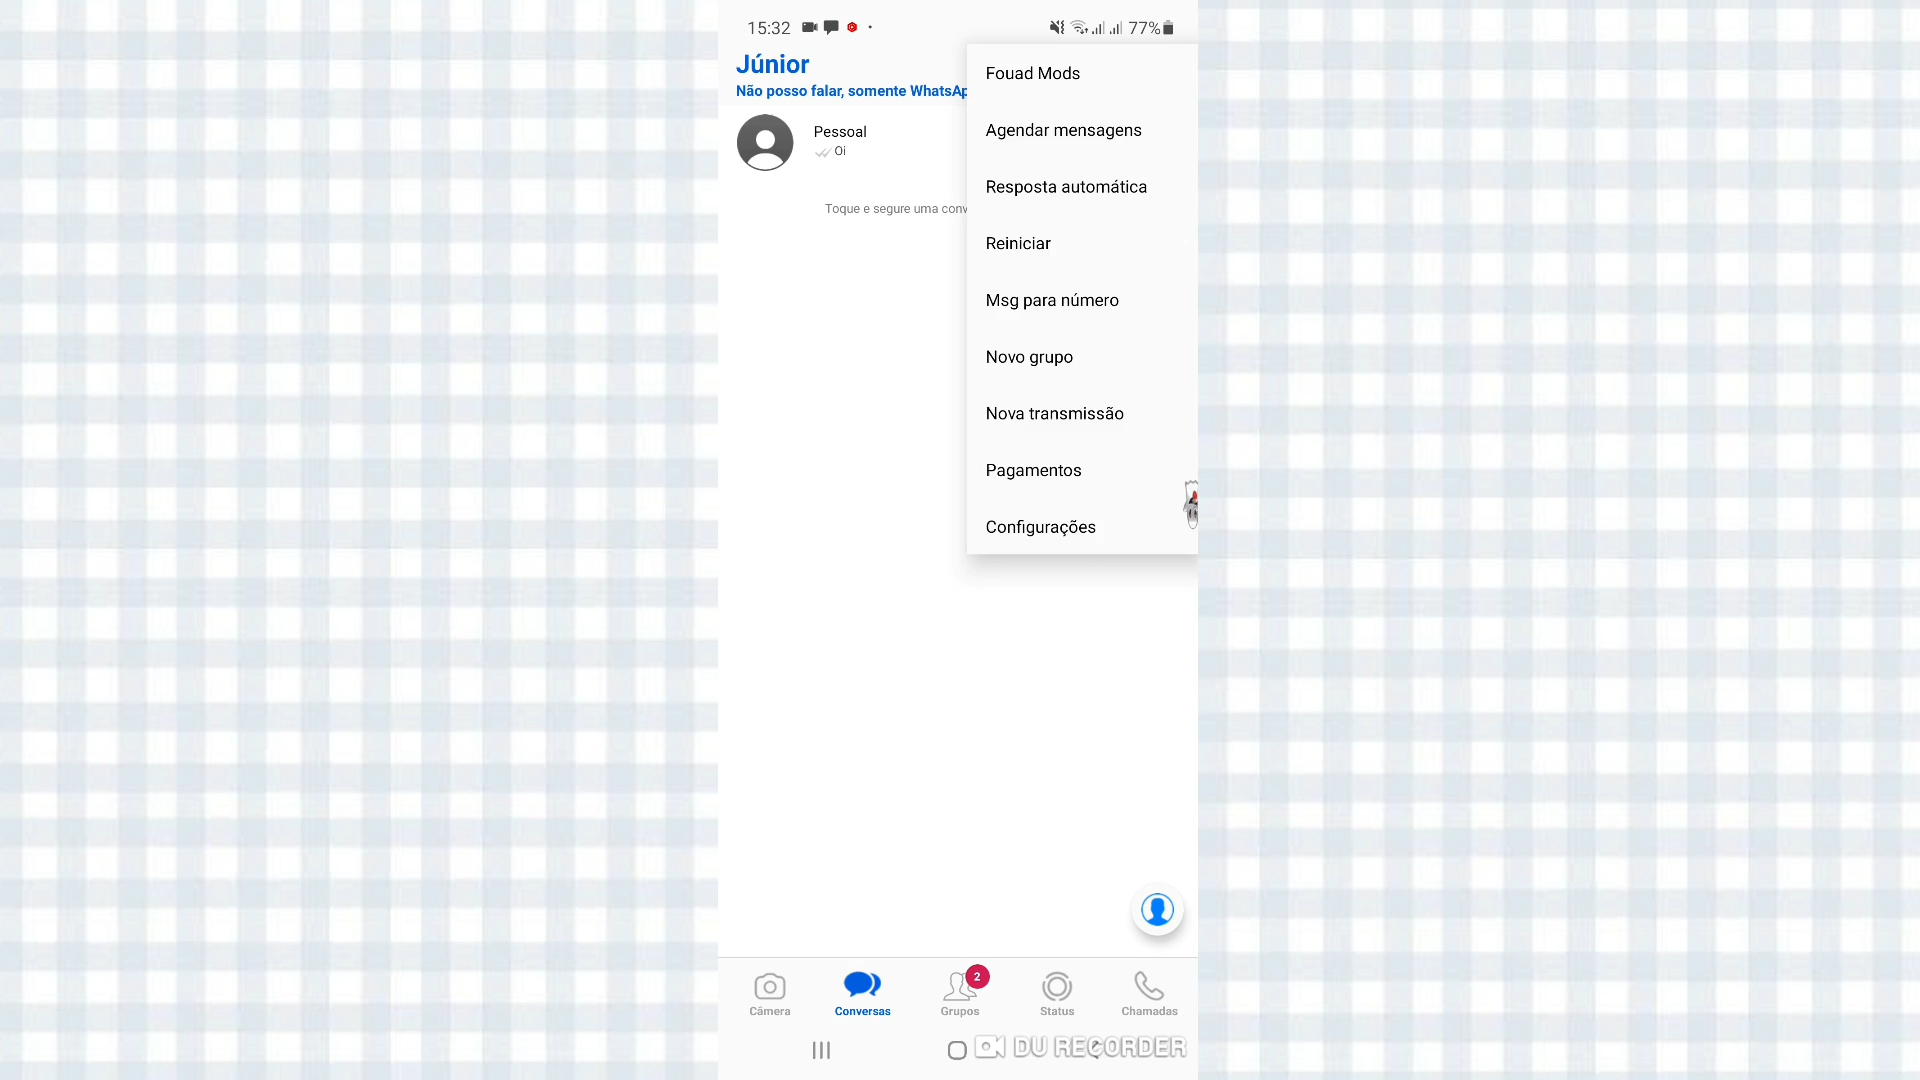 15:32
77%
Júnior
Não posso falar, somente WhatsAp
Pessoal
Oi
Toque e segure uma conv
Fouad Mods
Agendar mensagens
Resposta automática
Reiniciar
Msg para número
Novo grupo
Nova transmissão
Pagamentos
Configurações
2
Câmera
Conversas
Grupos
Status
Chamadas
DU RECORDER